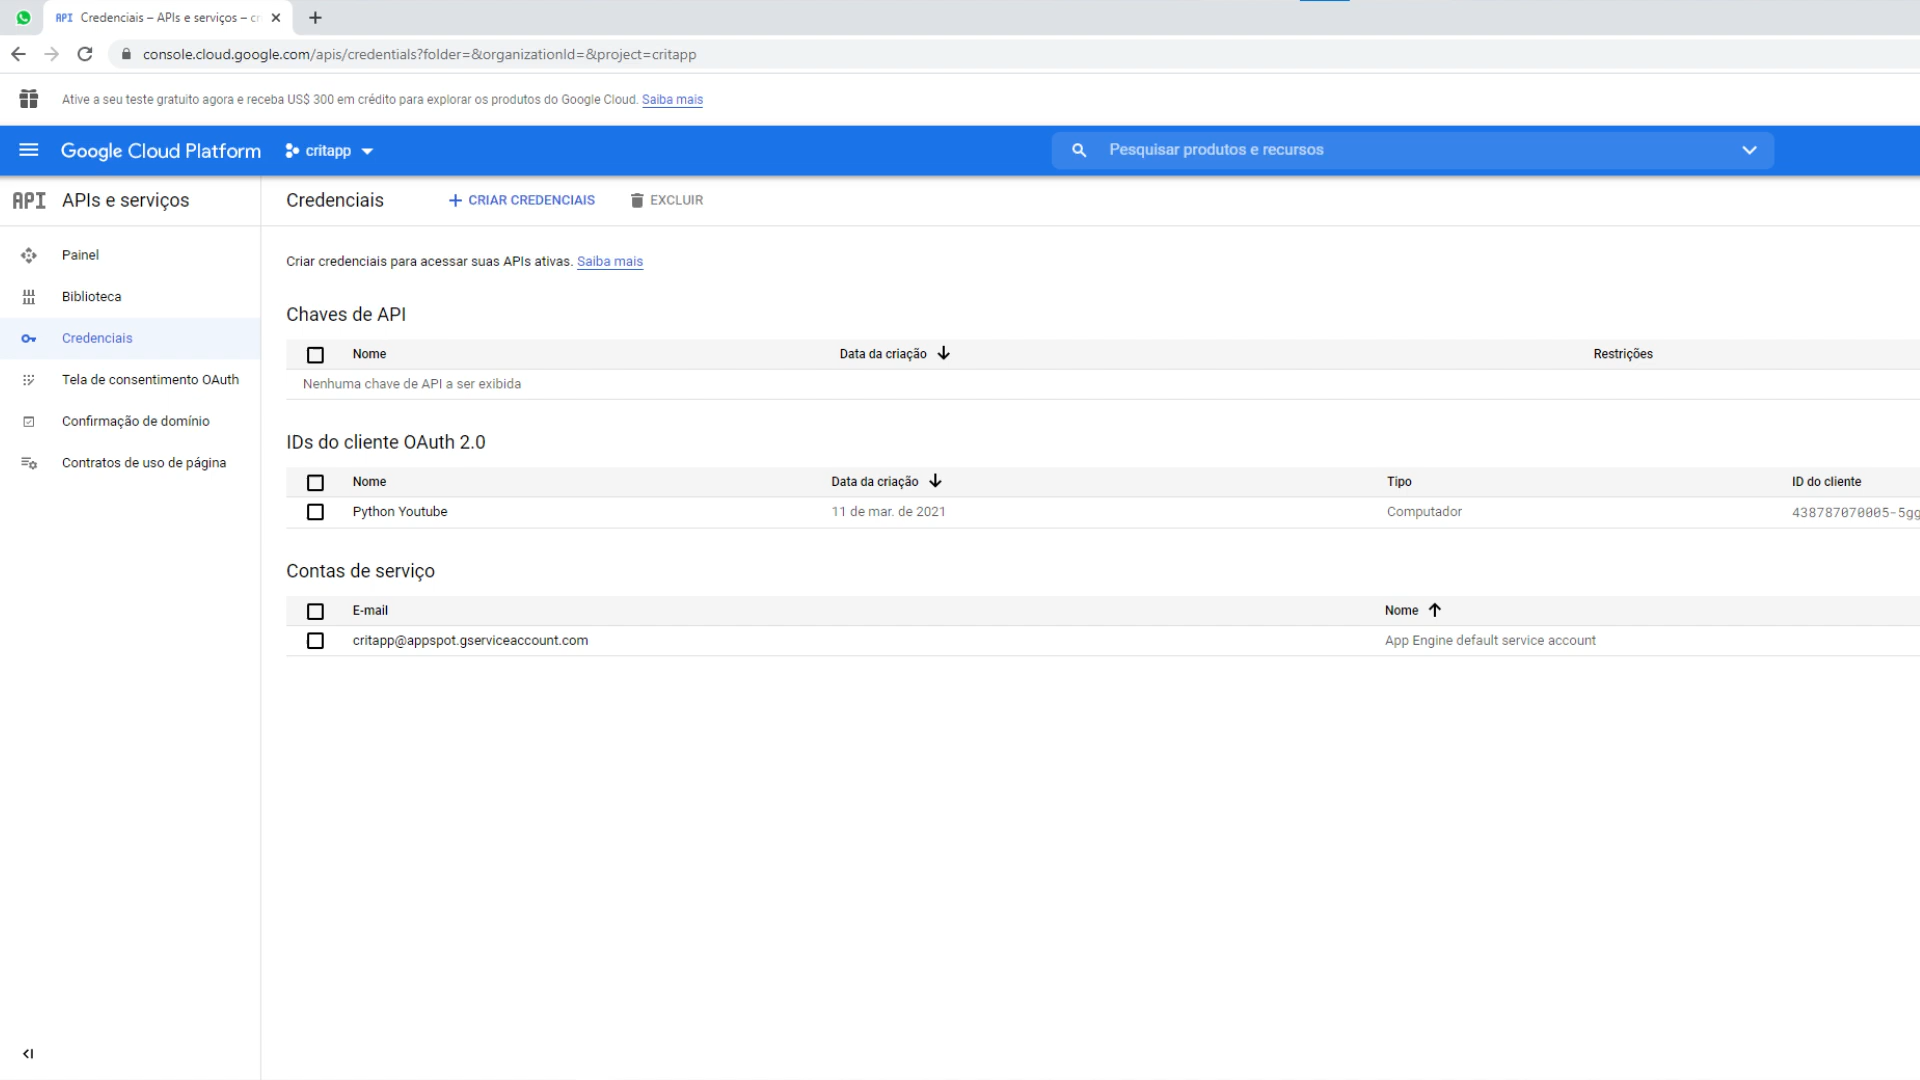 API Credenciais – APIs e serviços – cr
console.cloud.google.com/apis/credentials?folder=&organizationId=&project=critapp
Ative a seu teste gratuito agora e receba US$ 300 em crédito para explorar os produtos do Google Cloud. Saiba mais
Google Cloud Platform critapp Pesquisar produtos e recursos
API APIs e serviços
Credenciais
CRIAR CREDENCIAIS
EXCLUIR
Painel
Biblioteca
Credenciais
Tela de consentimento OAuth
Confirmação de domínio
Contratos de uso de página
Criar credenciais para acessar suas APIs ativas. Saiba mais
Chaves de API
Nome Data da criação Restrições
Nenhuma chave de API a ser exibida
IDs do cliente OAuth 2.0
Nome Data da criação Tipo ID do cliente
Python Youtube 11 de mar. de 2021 Computador 438787070005-5gg
Contas de serviço
E-mail Nome
critapp@appspot.gserviceaccount.com App Engine default service account